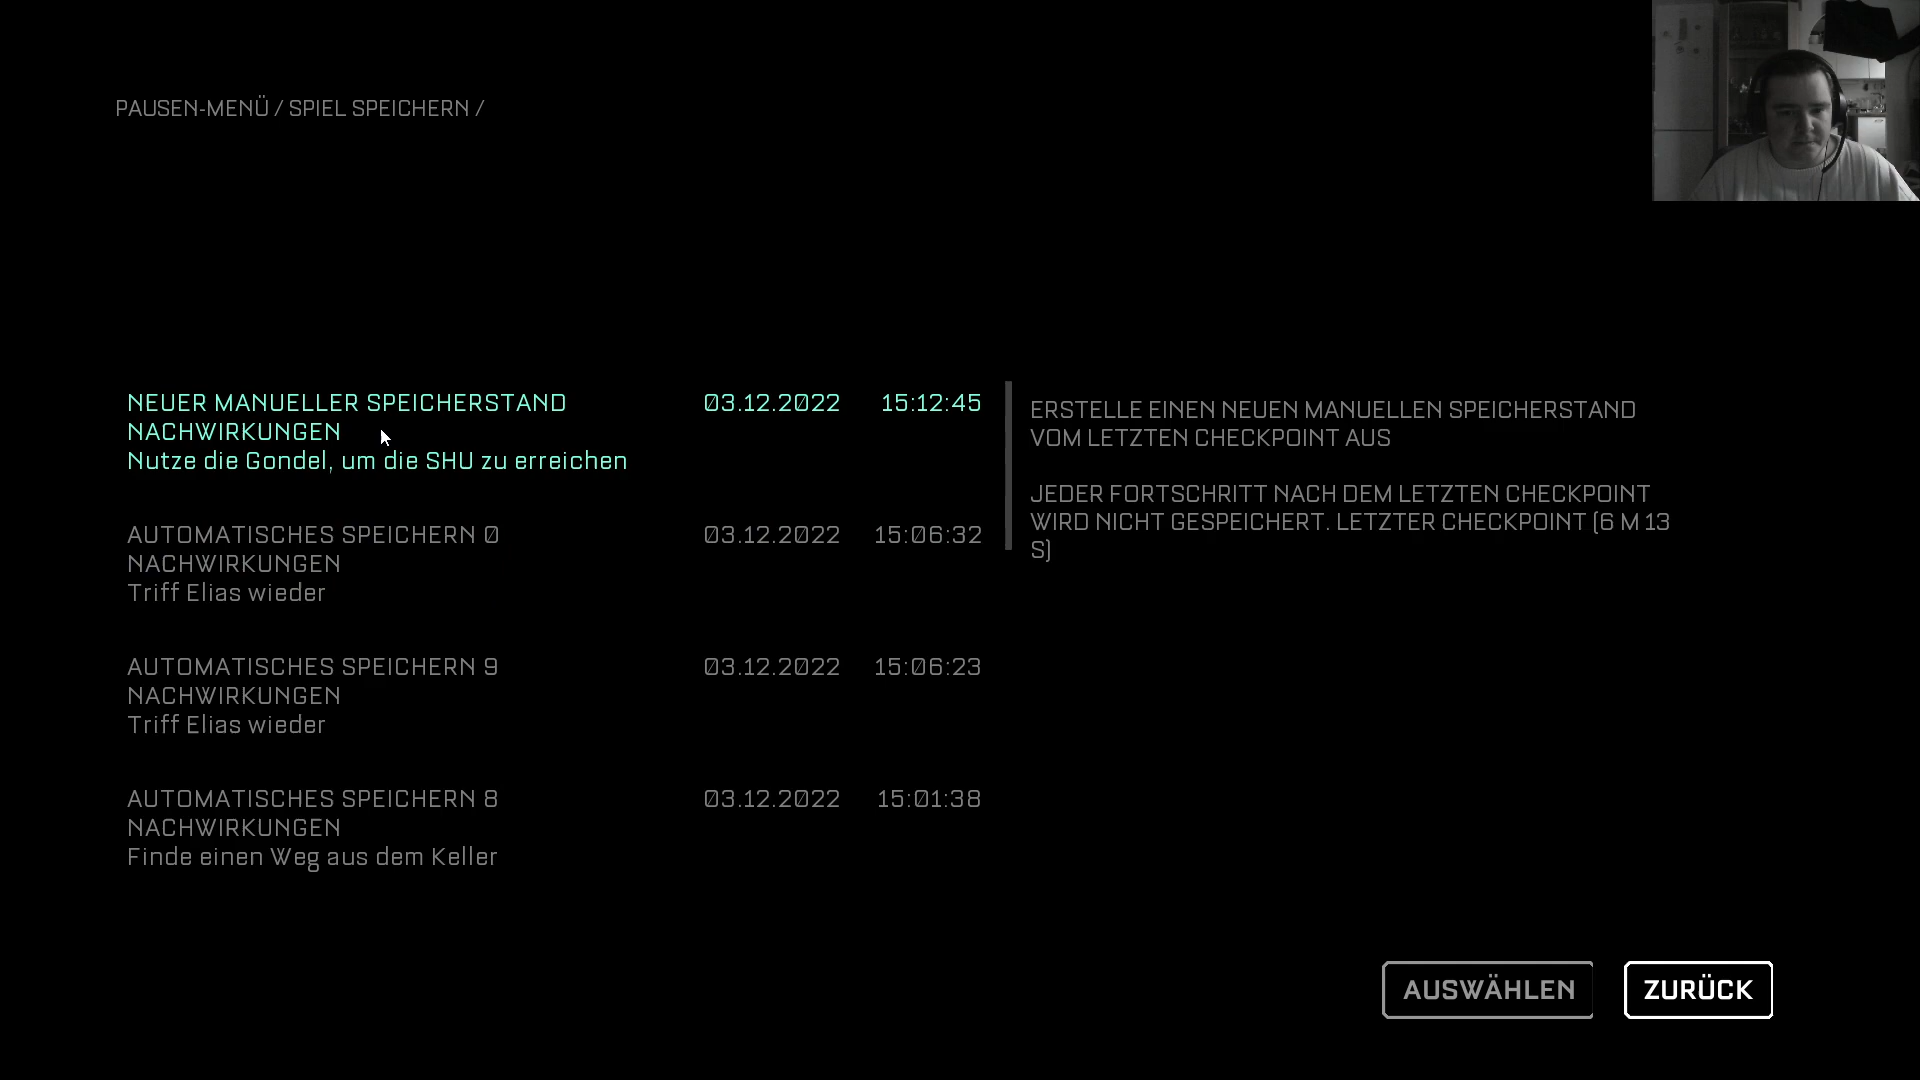 PAUSEN-MENÜ / SPIEL SPEICHERN /
NEUER MANUELLER SPEICHERSTAND 03.12.2022 15:12:45
NACHWIRKUNGEN
Nutze die Gondel, um die SHU zu erreichen
AUTOMATISCHES SPEICHERN 0 03.12.2022 15:06:32
NACHWIRKUNGEN
Triff Elias wieder
AUTOMATISCHES SPEICHERN 9 03.12.2022 15:06:23
NACHWIRKUNGEN
Triff Elias wieder
AUTOMATISCHES SPEICHERN 8 03.12.2022 15:01:38
NACHWIRKUNGEN
Finde einen Weg aus dem Keller
ERSTELLE EINEN NEUEN MANUELLEN SPEICHERSTAND
VOM LETZTEN CHECKPOINT AUS
JEDER FORTSCHRITT NACH DEM LETZTEN CHECKPOINT
WIRD NICHT GESPEICHERT. LETZTER CHECKPOINT (6 M 13
S)
AUSWÄHLEN ZURÜCK